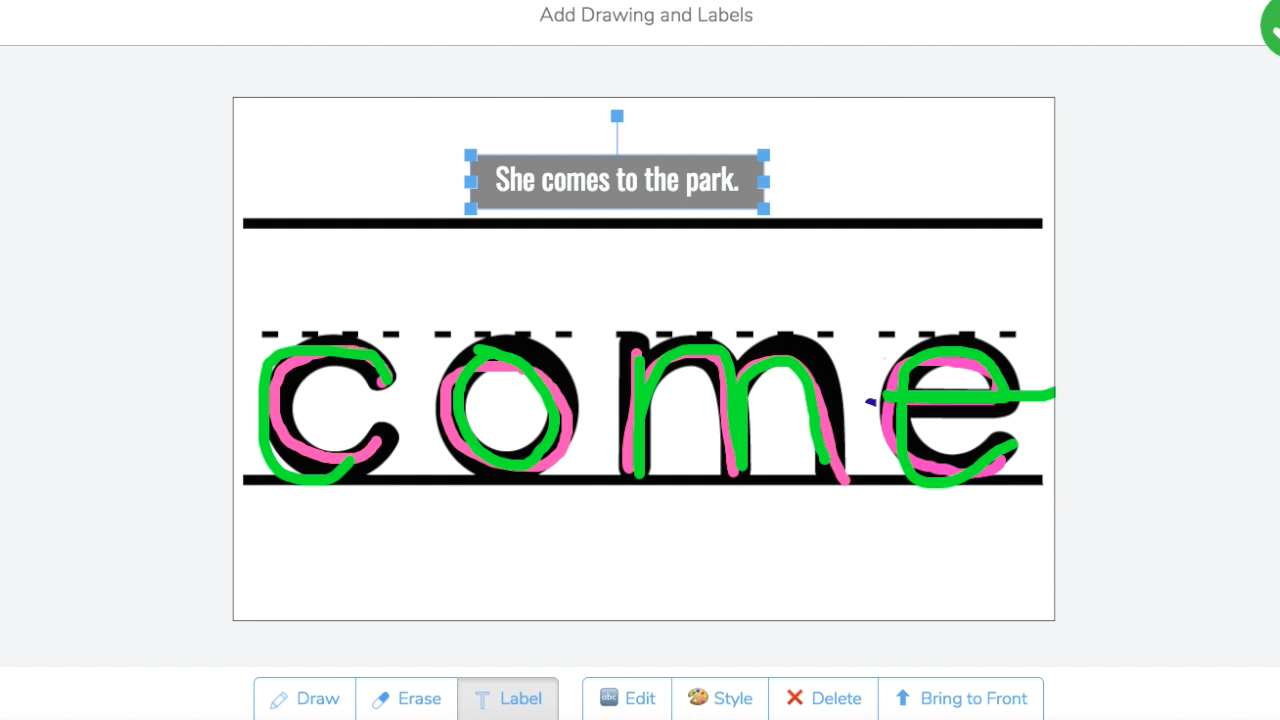 Add Drawing and Labels
She comes to the park.
come
Draw Erase Label abc Edit Style Delete Bring to Front